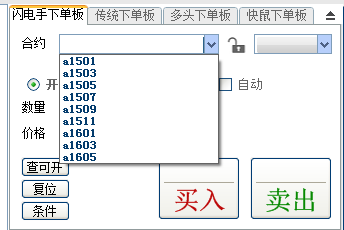 闪电手下单板 传统下单板 多头下单板 快鼠下单板
合约
a1501
a1503
a1505
a1507
a1509
a1511
a1601
a1603
a1605
开 自动
数量
价格
查可开
复位
条件
买入 卖出